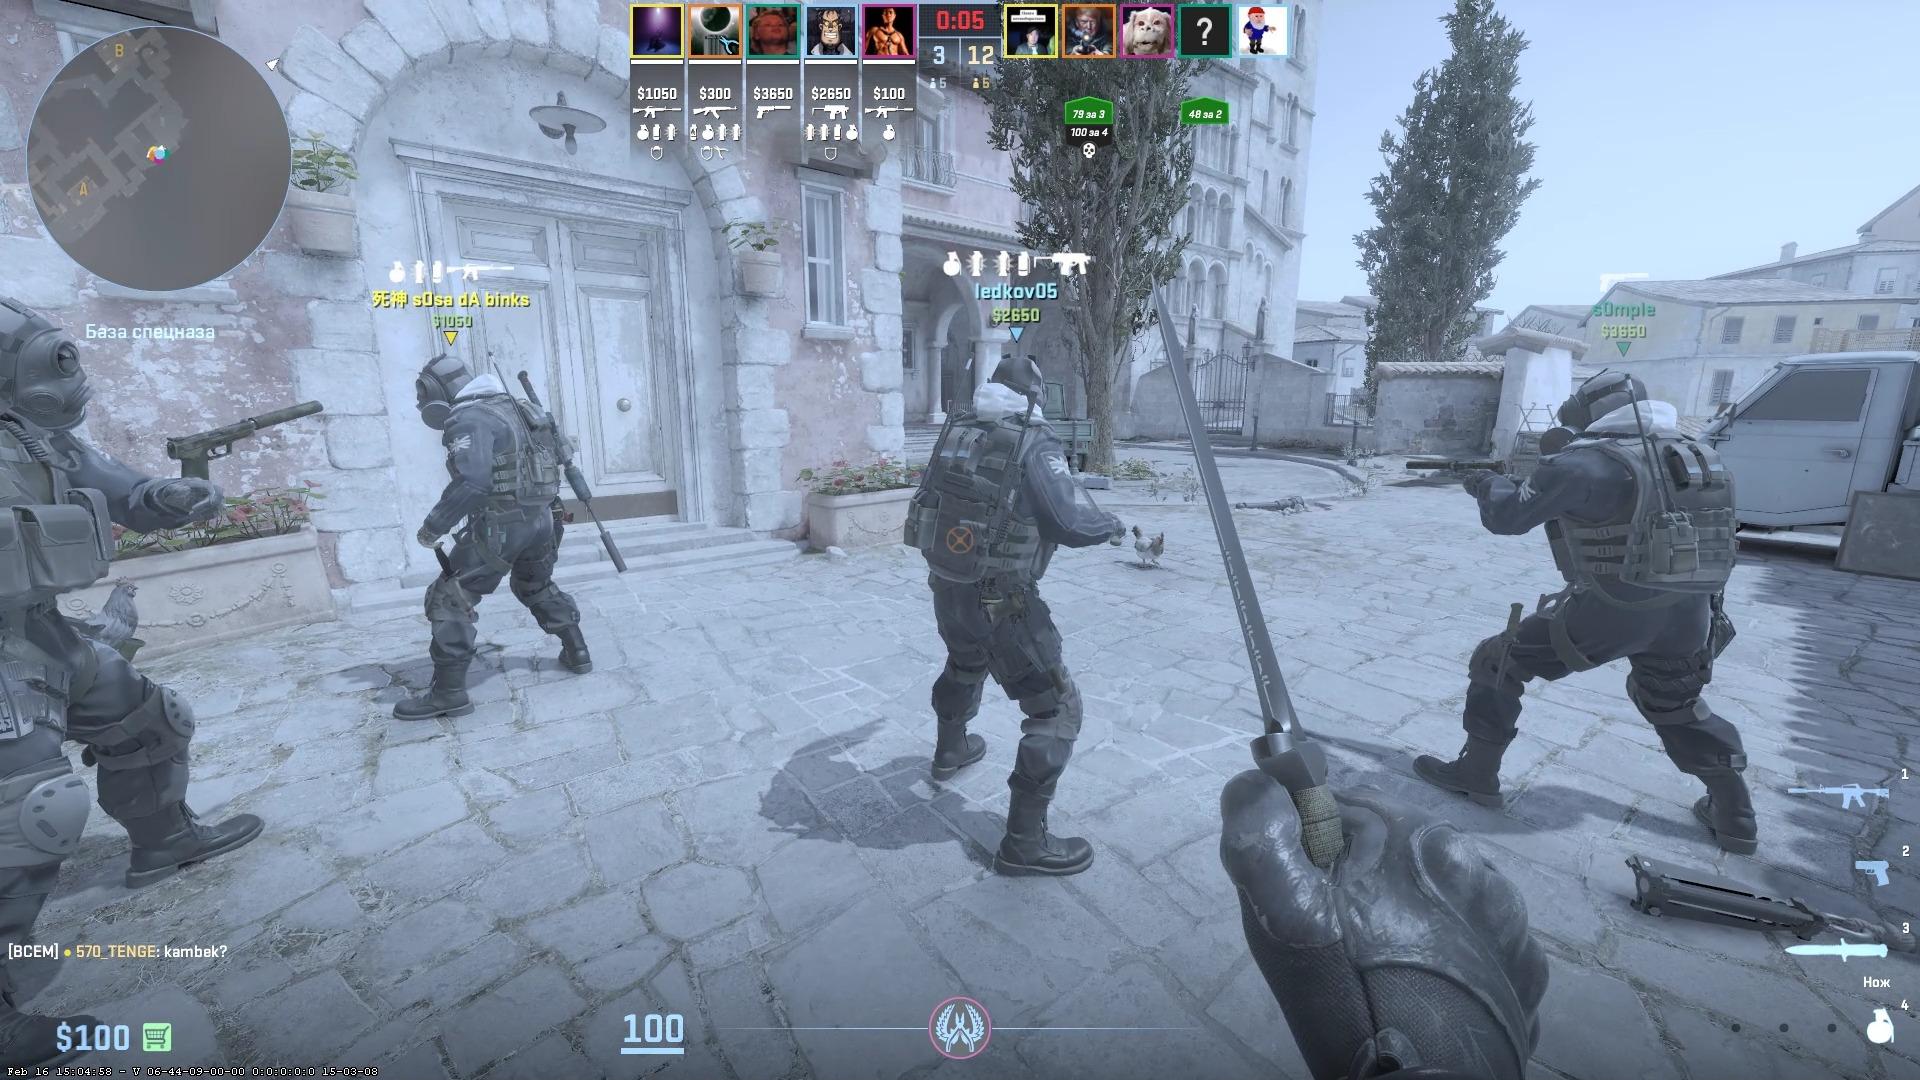 B
A
База спецназа
0:05
3 12
5 5
$1050 $300 $3650 $2650 $100
?
79 за 3
100 за 4
48 за 2
死神 s0sa dA binks
$1050
ledkov05
$2650
s0mple
$3650
[ВСЕМ] • 570_TENGE: kambek?
$100
100
1
2
3
Нож
4
Feb 16 15:04:58 - V 06-44-09-00-00 0:0:0:0:0 15-03-08